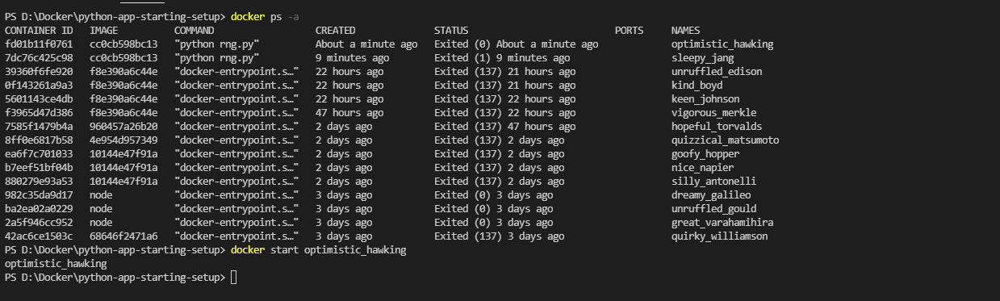 PS D:\Docker\python-app-starting-setup> docker ps -a
CONTAINER ID IMAGE COMMAND CREATED STATUS PORTS NAMES
fd01b11f0761 cc0cb598bc13 "python rng.py" About a minute ago Exited (0) About a minute ago optimistic_hawking
7dc76c425c98 cc0cb598bc13 "python rng.py" 9 minutes ago Exited (1) 9 minutes ago sleepy_jang
39360f6fe920 f8e390a6c44e "docker-entrypoint.s…" 22 hours ago Exited (137) 21 hours ago unruffled_edison
0f143261a9a3 f8e390a6c44e "docker-entrypoint.s…" 22 hours ago Exited (137) 22 hours ago kind_boyd
5601143ce4db f8e390a6c44e "docker-entrypoint.s…" 22 hours ago Exited (137) 22 hours ago keen_johnson
f3965d47d386 f8e390a6c44e "docker-entrypoint.s…" 47 hours ago Exited (137) 22 hours ago vigorous_merkle
7585f1479b4a 960457a26b20 "docker-entrypoint.s…" 2 days ago Exited (137) 47 hours ago hopeful_torvalds
8ff0e6817b58 4e954d957349 "docker-entrypoint.s…" 2 days ago Exited (137) 2 days ago quizzical_matsumoto
ea6f7c701033 10144e47f91a "docker-entrypoint.s…" 2 days ago Exited (137) 2 days ago goofy_hopper
b7eef51bf04b 10144e47f91a "docker-entrypoint.s…" 2 days ago Exited (137) 2 days ago nice_napier
880279e93a53 10144e47f91a "docker-entrypoint.s…" 2 days ago Exited (137) 2 days ago silly_antonelli
982c35da9d17 node "docker-entrypoint.s…" 3 days ago Exited (0) 3 days ago dreamy_galileo
ba2ea02a0229 node "docker-entrypoint.s…" 3 days ago Exited (0) 3 days ago unruffled_gould
2a5f946cc952 node "docker-entrypoint.s…" 3 days ago Exited (0) 3 days ago great_varahamihira
42ac6ce1503c 68646f2471a6 "docker-entrypoint.s…" 3 days ago Exited (137) 3 days ago quirky_williamson
PS D:\Docker\python-app-starting-setup> docker start optimistic_hawking
optimistic_hawking
PS D:\Docker\python-app-starting-setup>